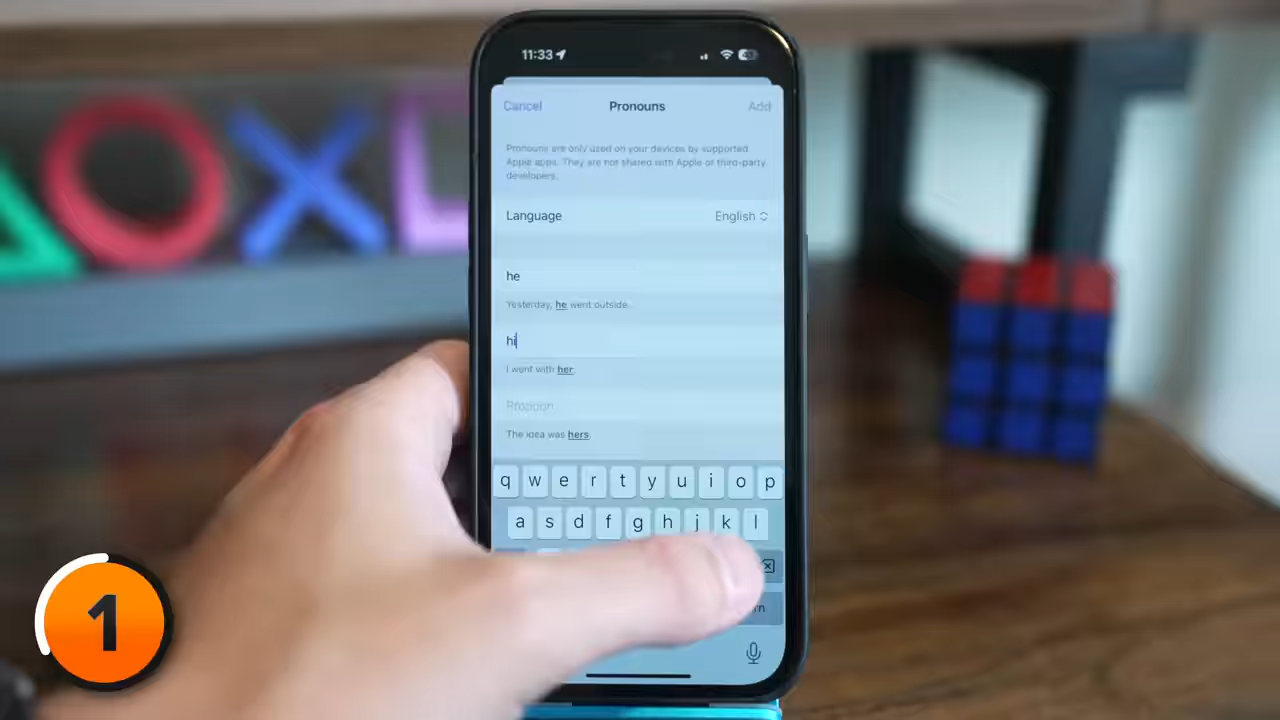 11:33
Cancel Pronouns Add
Pronouns are only used on your devices by supported
Apple apps. They are not shared with Apple or third-party
developers.
Language English
he
Yesterday, he went outside.
hi
I went with her.
Pronoun
The idea was hers.
q w e r t y u i o p
a s d f g h j k l
1